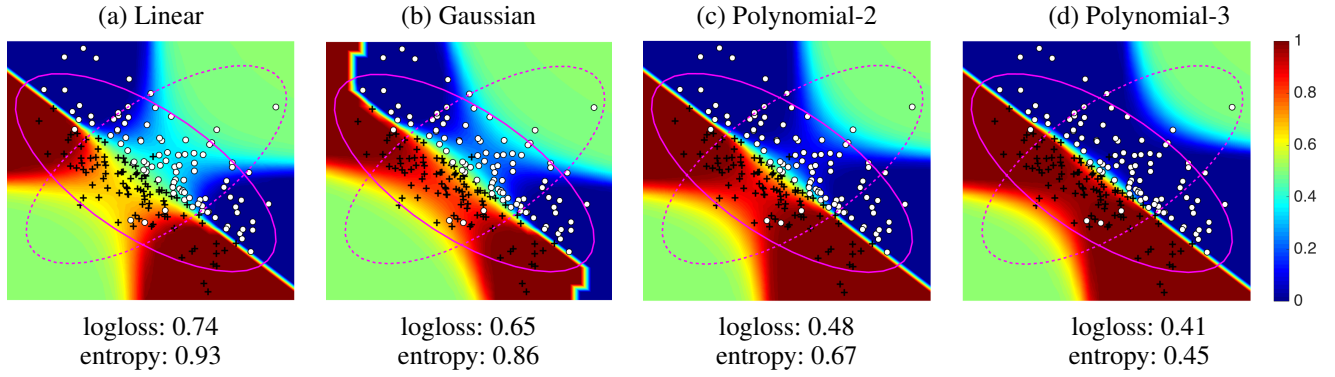 (a) Linear
(b) Gaussian
(c) Polynomial-2
(d) Polynomial-3
1
0.8
0.6
0.4
0.2
0
logloss: 0.74
entropy: 0.93
logloss: 0.65
entropy: 0.86
logloss: 0.48
entropy: 0.67
logloss: 0.41
entropy: 0.45